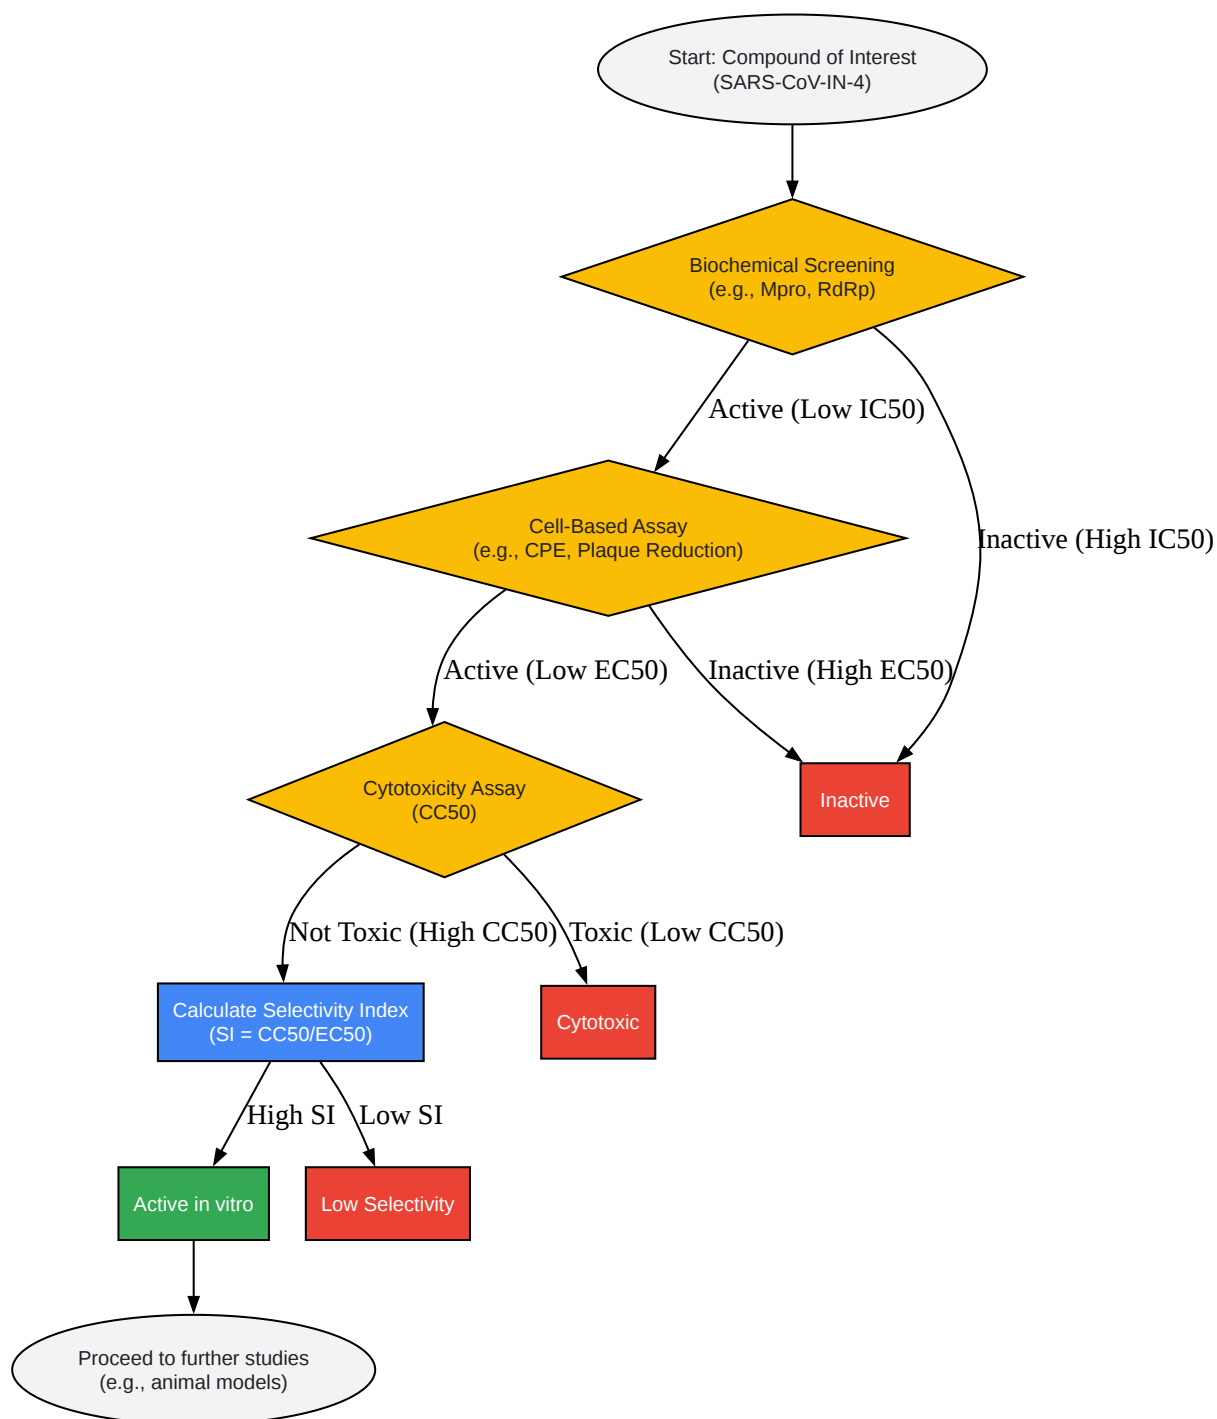 Start: Compound of Interest
(SARS-CoV-IN-4)
Biochemical Screening
(e.g., Mpro, RdRp)
Active (Low IC50)
Inactive (High IC50)
Cell-Based Assay
(e.g., CPE, Plaque Reduction)
Active (Low EC50)
Inactive (High EC50)
Cytotoxicity Assay
(CC50)
Inactive
Not Toxic (High CC50)
Toxic (Low CC50)
Calculate Selectivity Index
(SI = CC50/EC50)
Cytotoxic
High SI
Low SI
Active in vitro
Low Selectivity
Proceed to further studies
(e.g., animal models)